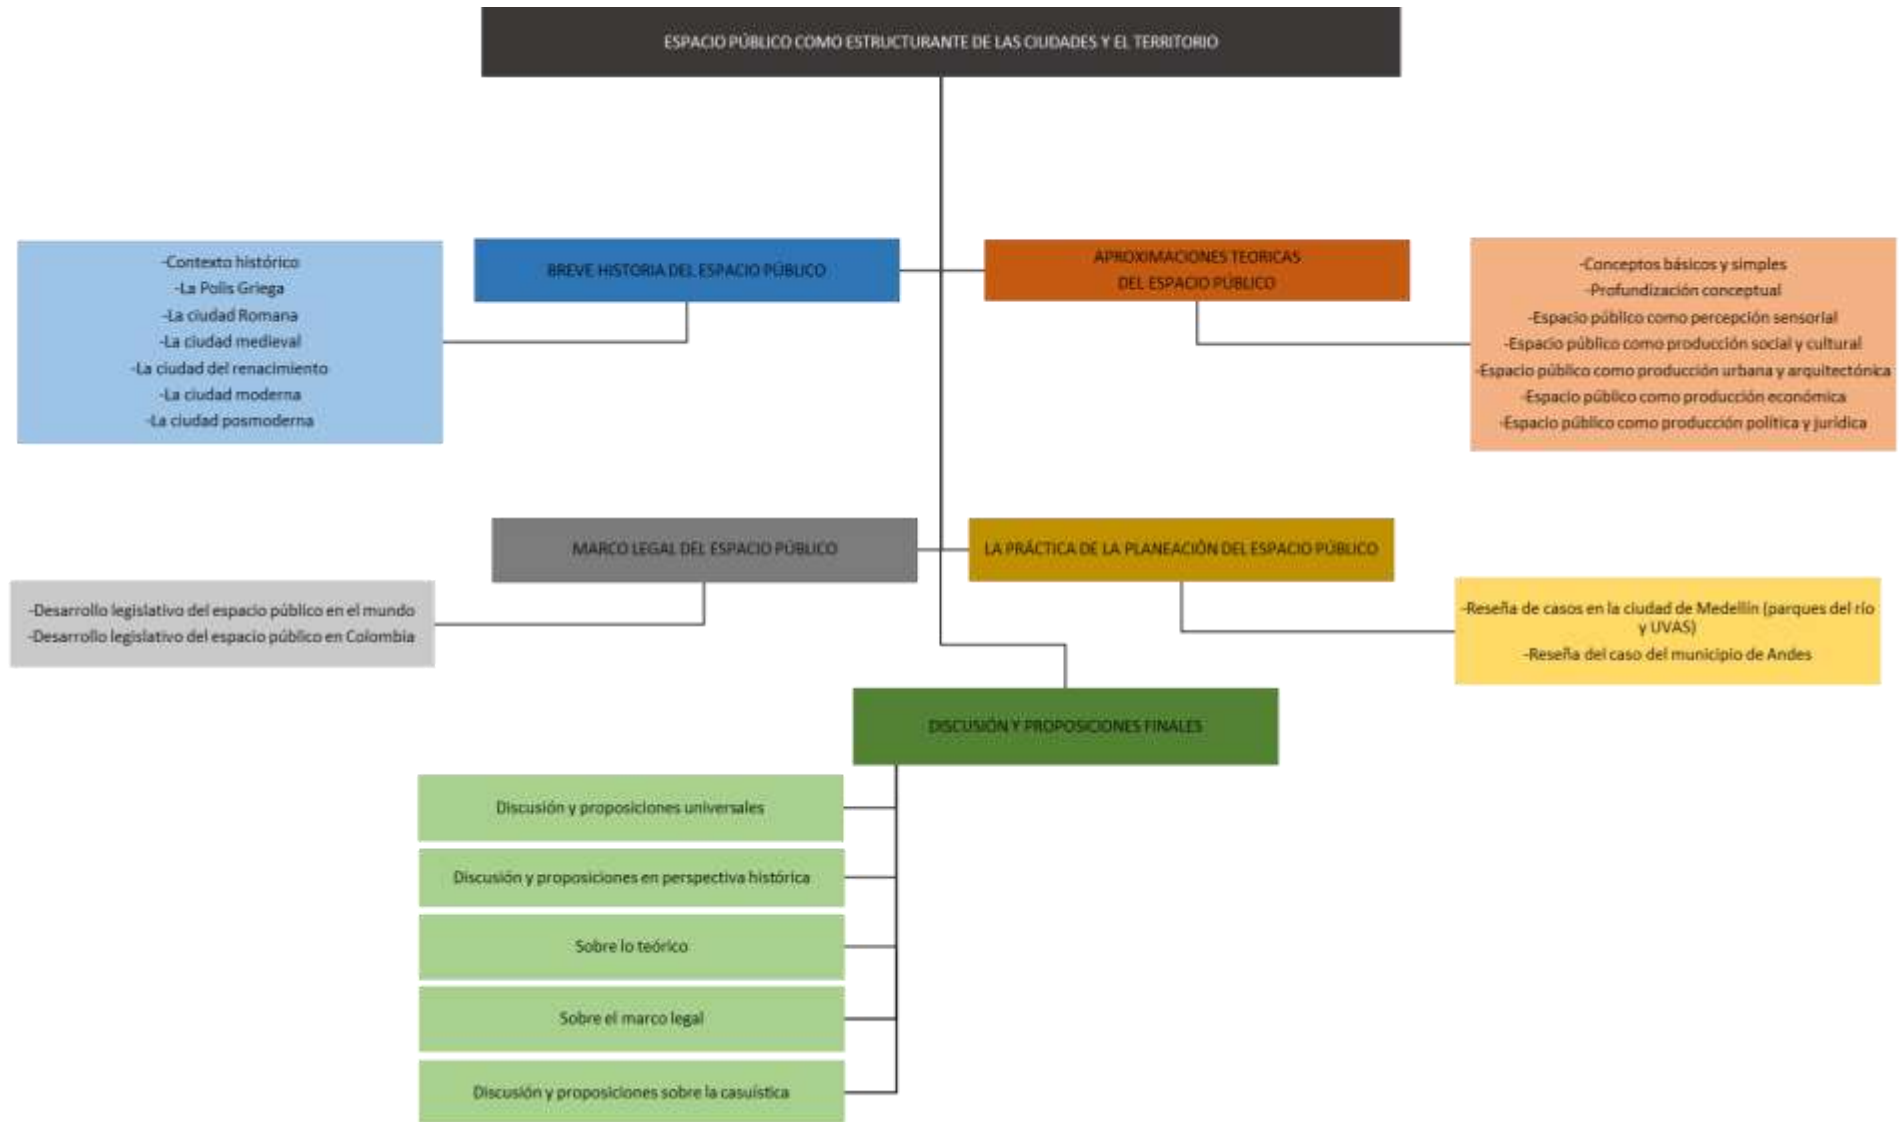 ESPACIO PÚBLICO COMO ESTRUCTURANTE DE LAS CIUDADES Y EL TERRITORIO
BREVE HISTORIA DEL ESPACIO PÚBLICO
-Contexto histórico
-La Polis Griega
-La ciudad Romana
-La ciudad medieval
-La ciudad del renacimiento
-La ciudad moderna
-La ciudad posmoderna
APROXIMACIONES TEORICAS
DEL ESPACIO PÚBLICO
-Conceptos básicos y simples
-Profundización conceptual
-Espacio público como percepción sensorial
-Espacio público como producción social y cultural
-Espacio público como producción urbana y arquitectónica
-Espacio público como producción económica
-Espacio público como producción política y jurídica
MARCO LEGAL DEL ESPACIO PÚBLICO
-Desarrollo legislativo del espacio público en el mundo
-Desarrollo legislativo del espacio público en Colombia
LA PRÁCTICA DE LA PLANEACIÓN DEL ESPACIO PÚBLICO
-Reseña de casos en la ciudad de Medellín (parques del río
y UVAS)
-Reseña del caso del municipio de Andes
DISCUSIÓN Y PROPOSICIONES FINALES
Discusión y proposiciones universales
Discusión y proposiciones en perspectiva histórica
Sobre lo teórico
Sobre el marco legal
Discusión y proposiciones sobre la casuística